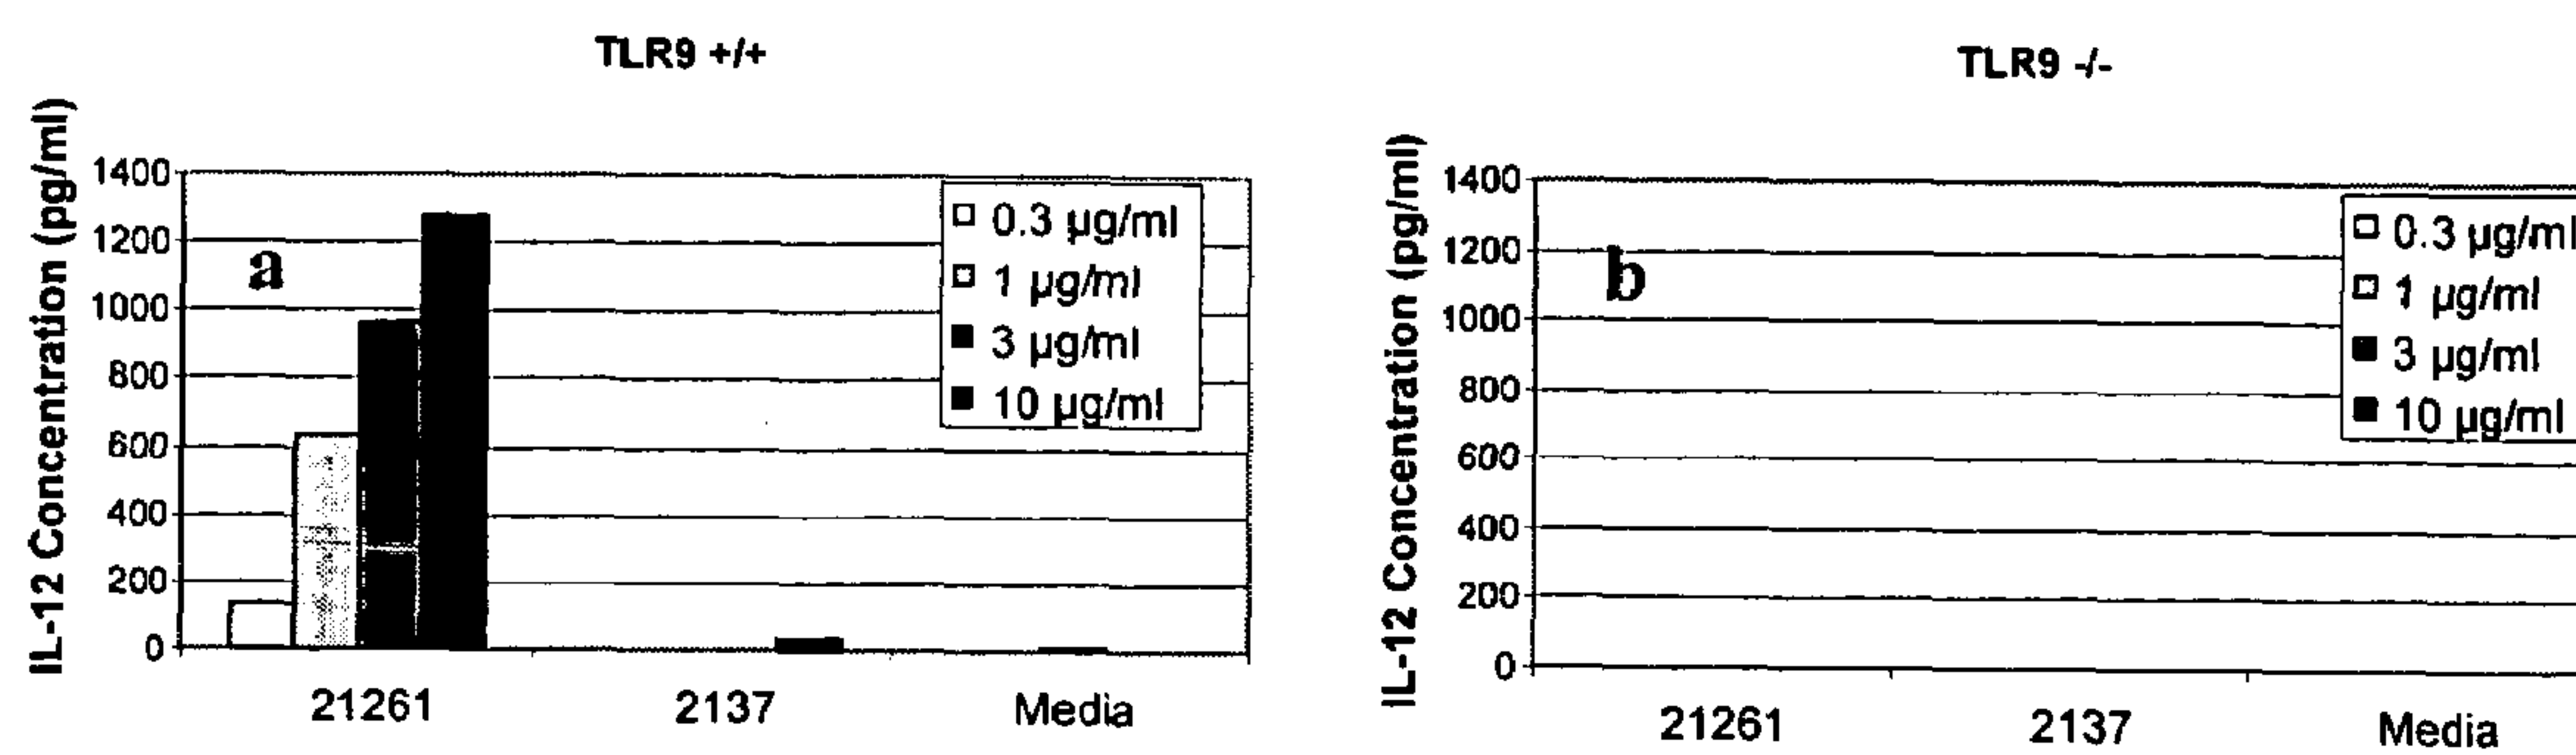 TLR9 +/+
IL-12 Concentration (pg/ml)
1400
1200
1000
800
600
400
200
0
a
0.3 µg/ml
1 µg/ml
3 µg/ml
10 µg/ml
21261
2137
Media
TLR9 -/-
IL-12 Concentration (pg/ml)
1400
1200
1000
800
600
400
200
0
b
0.3 µg/ml
1 µg/ml
3 µg/ml
10 µg/ml
21261
2137
Media